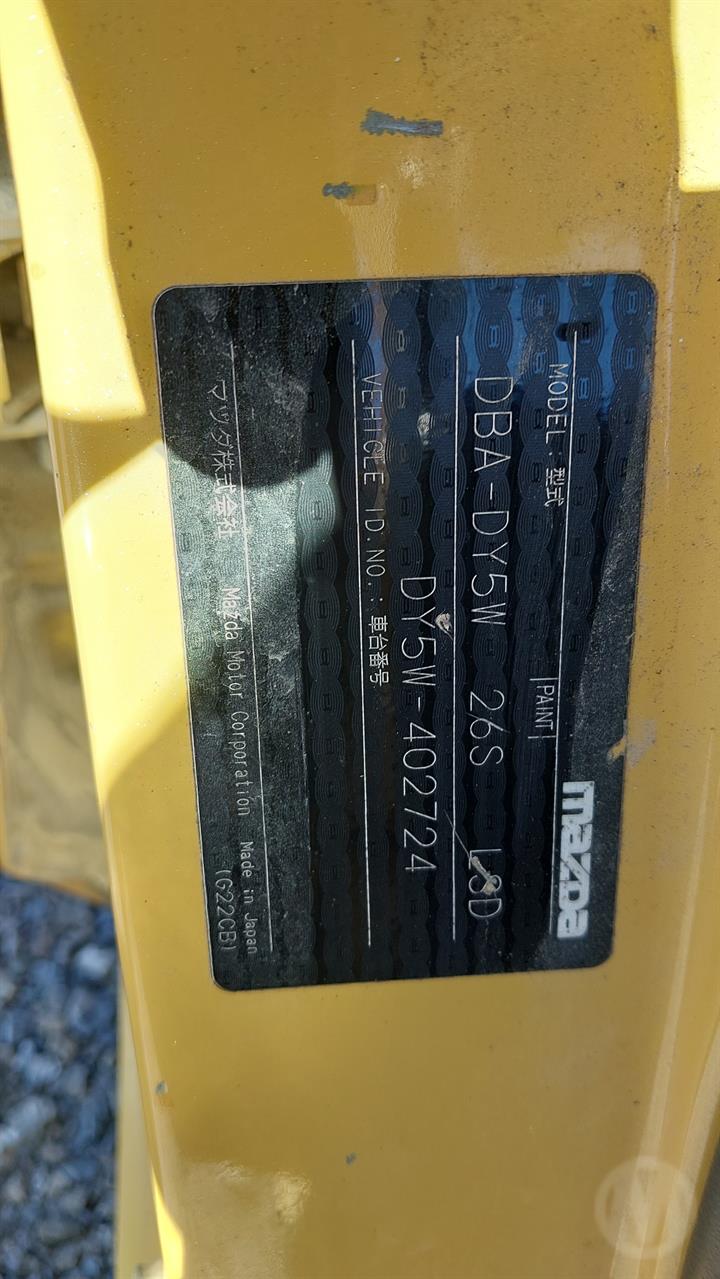 mazda
MODEL:型式 PAINT
DBA-DY5W 26S
VEHICLE ID.NO.:車台番号
DY5W-402724
マツダ株式会社 Mazda Motor Corporation Made in Japan
(G22CB)